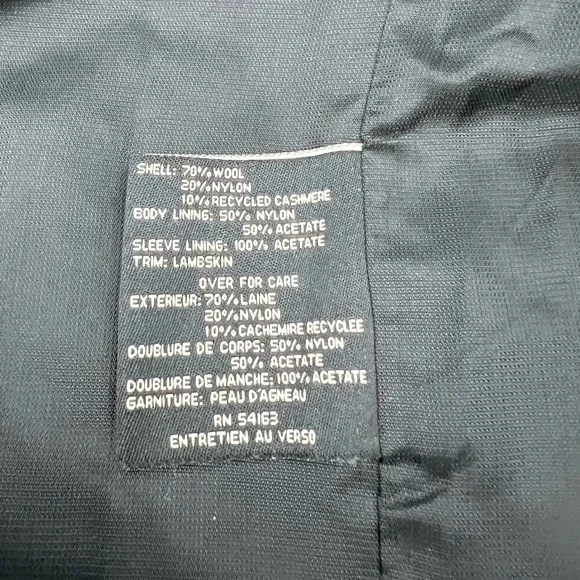 SHELL: 70% WOOL
20% NYLON
10% RECYCLED CASHMERE
BODY LINING: 50% NYLON
50% ACETATE
SLEEVE LINING: 100% ACETATE
TRIM: LAMBSKIN
OVER FOR CARE
EXTERIEUR: 70% LAINE
20% NYLON
10% CACHEMIRE RECYCLEE
DOUBLURE DE CORPS: 50% NYLON
50% ACETATE
DOUBLURE DE MANCHE: 100% ACETATE
GARNITURE: PEAU D'AGNEAU
RN 54163
ENTRETIEN AU VERSO